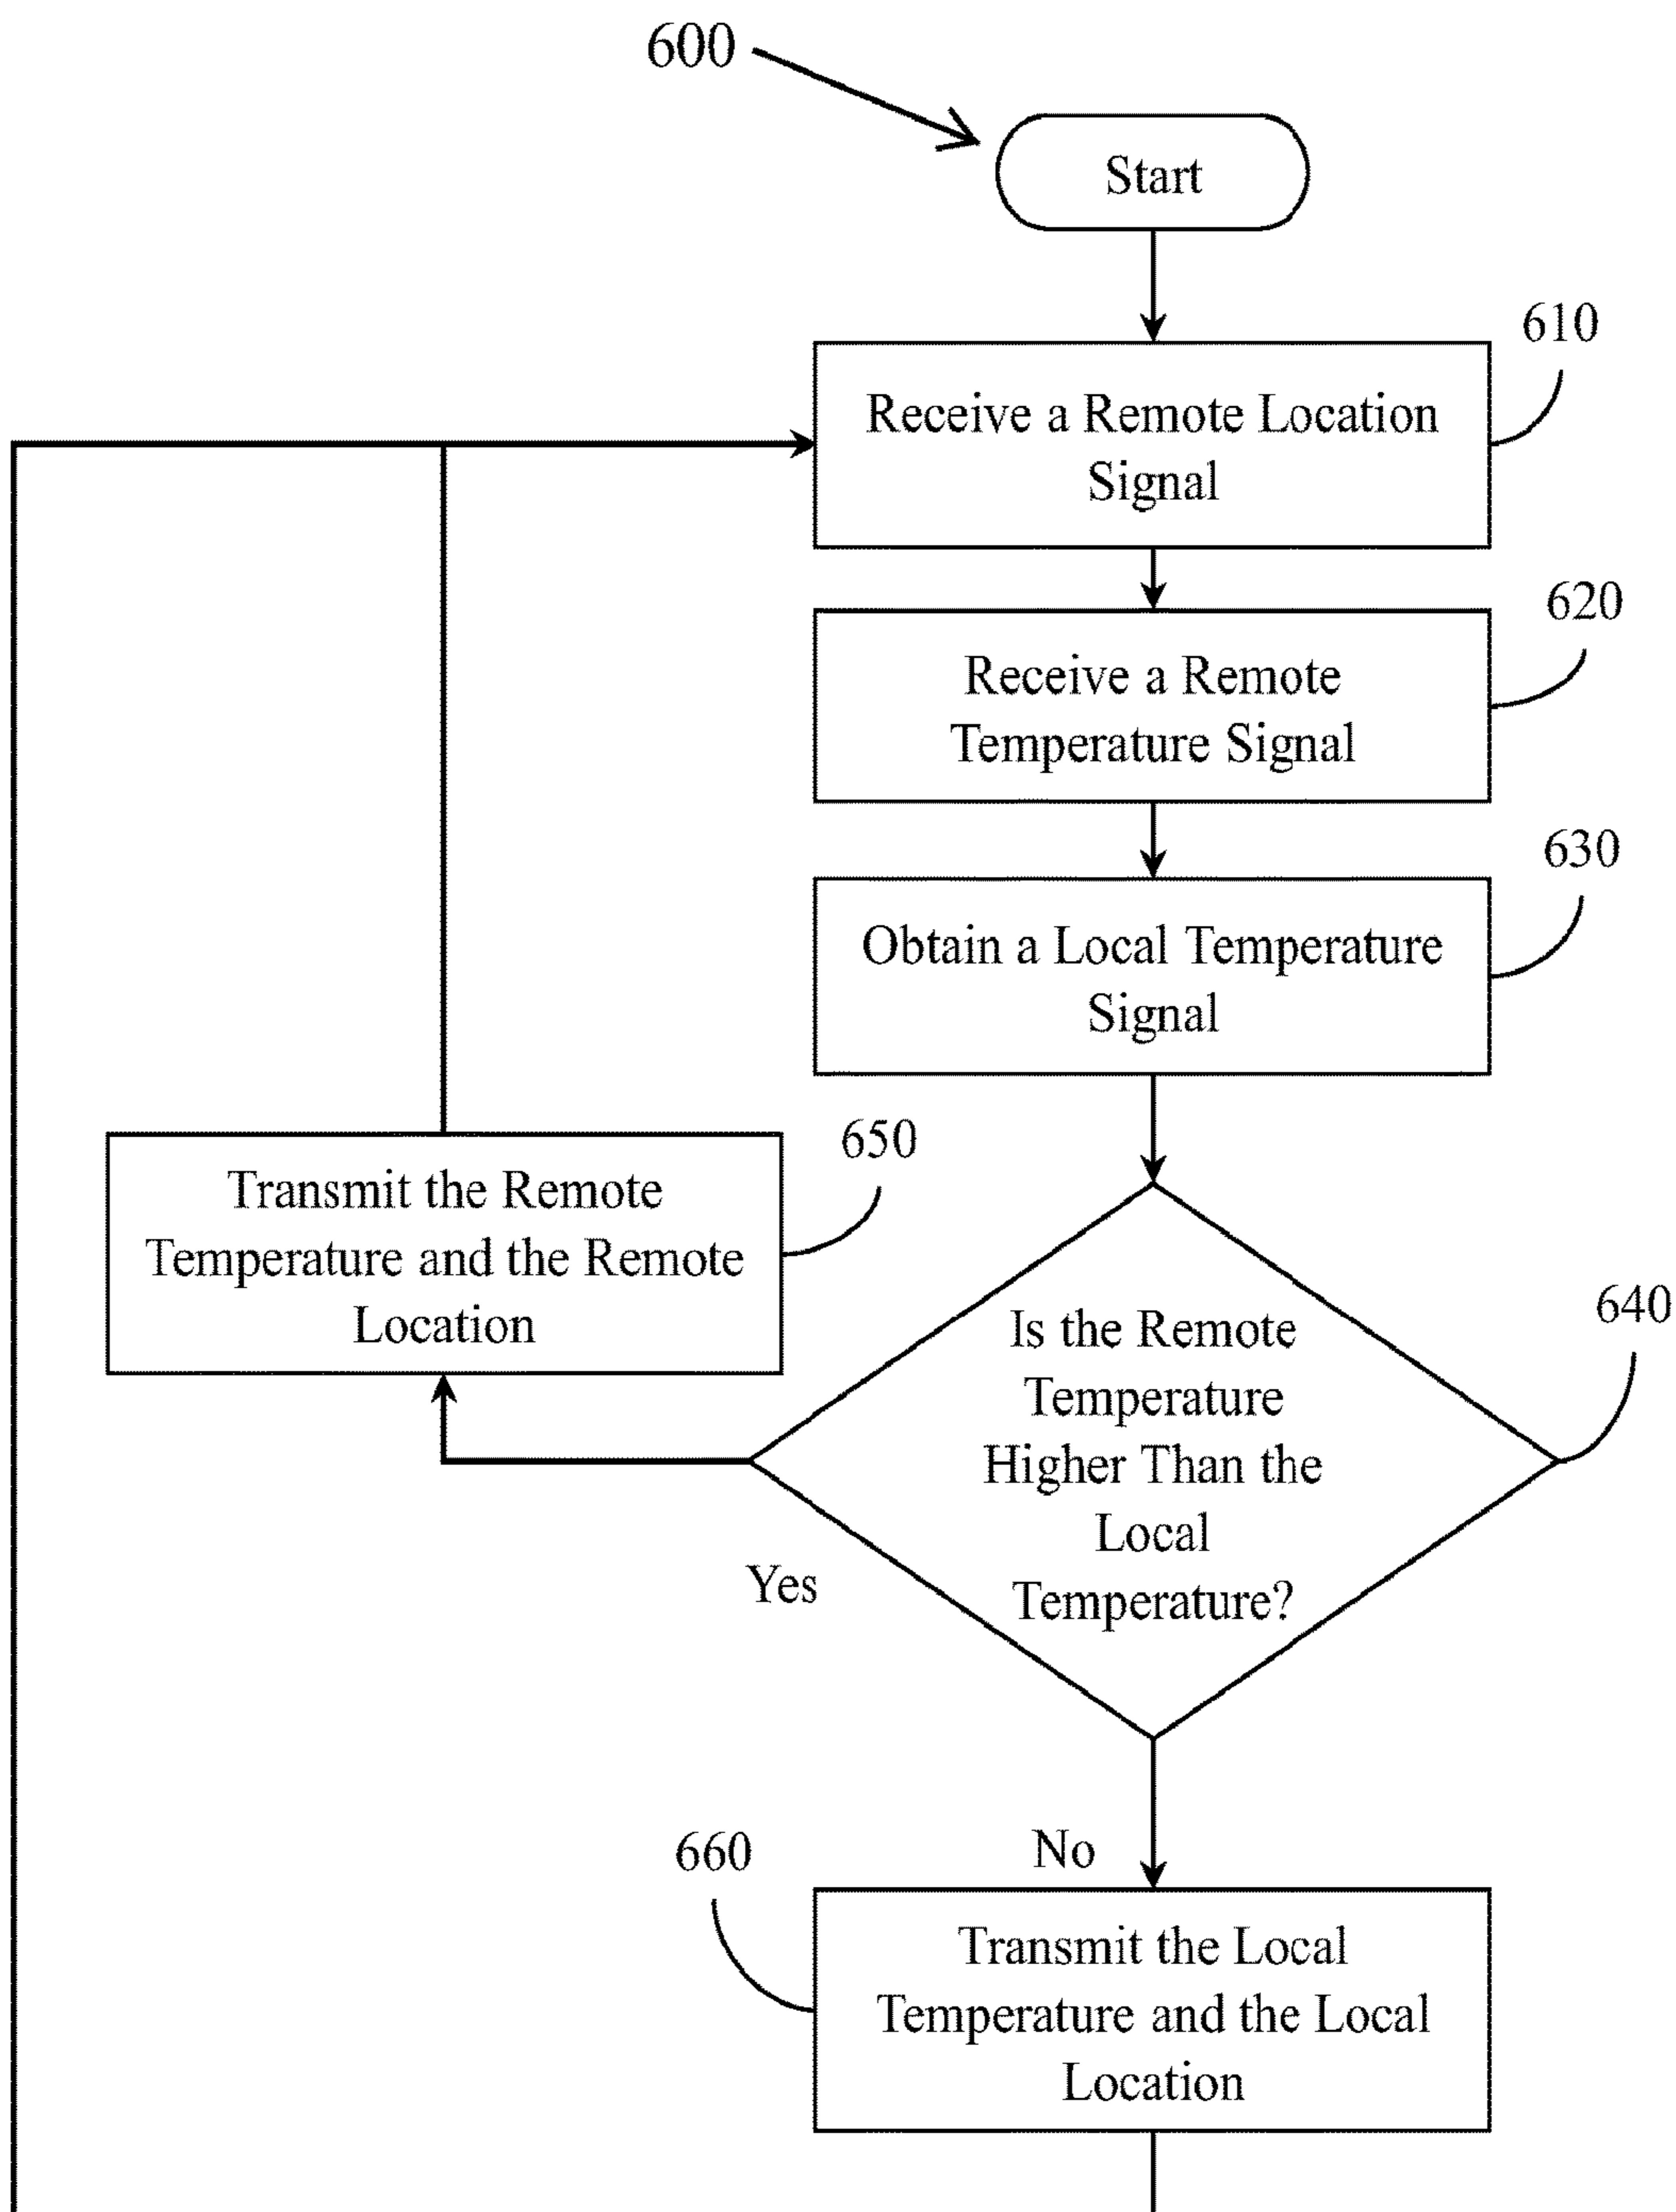 600
Start
610
Receive a Remote Location
Signal
620
Receive a Remote
Temperature Signal
630
Obtain a Local Temperature
Signal
650
Transmit the Remote
Temperature and the Remote
Location
640
Is the Remote
Temperature
Higher Than the
Local
Temperature?
Yes
No
660
Transmit the Local
Temperature and the Local
Location